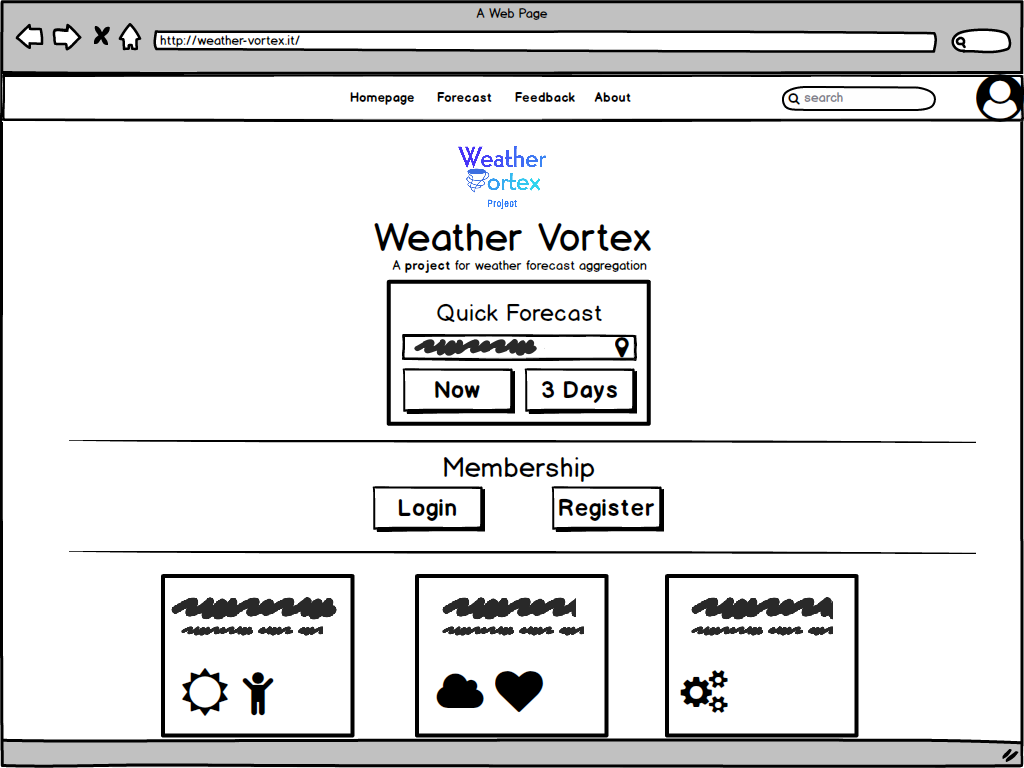 A Web Page
http://weather-vortex.it/
Homepage Forecast Feedback About search
Weather
ortex
Project
Weather Vortex
A project for weather forecast aggregation
Quick Forecast
Now 3 Days
Membership
Login Register